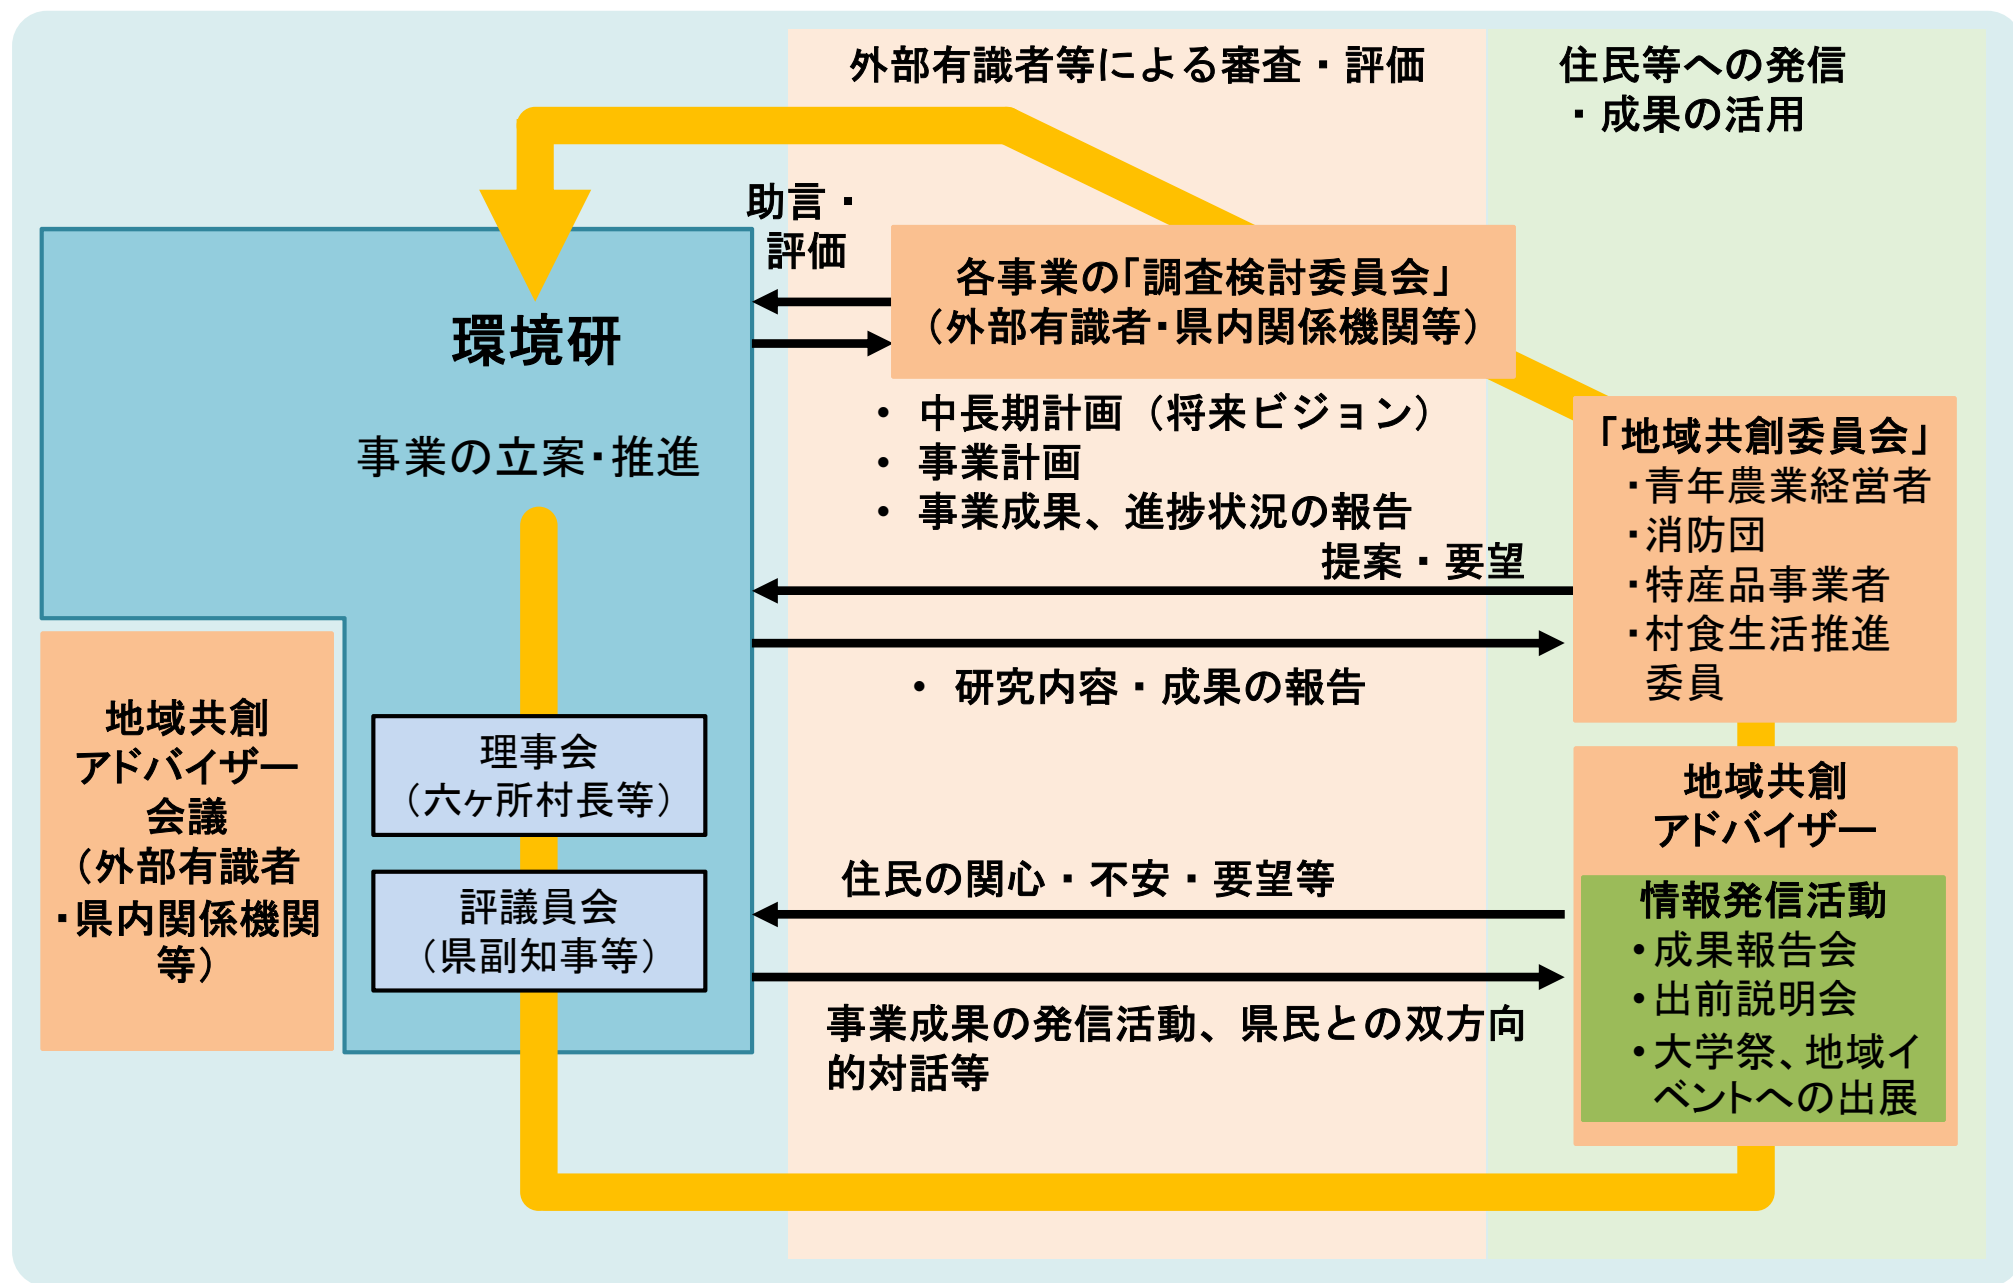 外部有識者等による審査・評価
住民等への発信
・成果の活用
助言・
評価
各事業の「調査検討委員会」
（外部有識者・県内関係機関等）
環境研
事業の立案・推進
• 中長期計画（将来ビジョン）
• 事業計画
• 事業成果、進捗状況の報告
提案・要望
「地域共創委員会」
・青年農業経営者
・消防団
・特産品事業者
・村食生活推進
委員
• 研究内容・成果の報告
地域共創
アドバイザー
会議
（外部有識者
・県内関係機関
等）
理事会
（六ヶ所村長等）
評議員会
（県副知事等）
住民の関心・不安・要望等
事業成果の発信活動、県民との双方向
的対話等
地域共創
アドバイザー
情報発信活動
• 成果報告会
• 出前説明会
• 大学祭、地域イ
ベントへの出展